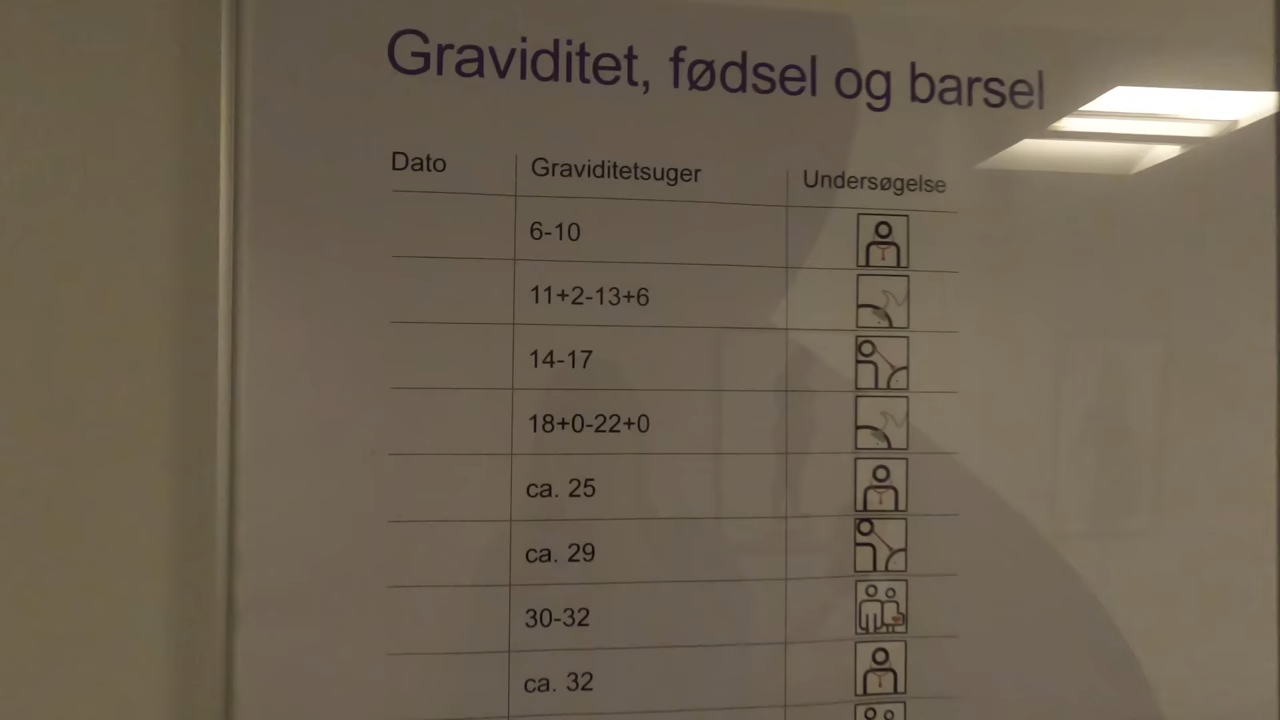 Graviditet, fødsel og barsel
Dato Graviditetsuger Undersøgelse
6-10
11+2-13+6
14-17
18+0-22+0
ca. 25
ca. 29
30-32
ca. 32